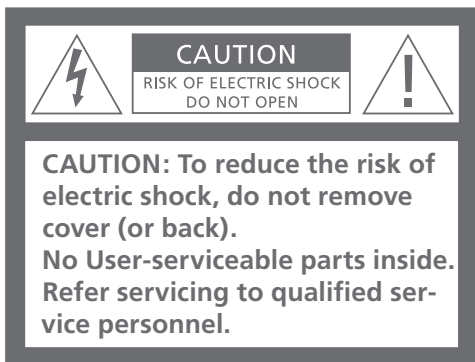 CAUTION
RISK OF ELECTRIC SHOCK
DO NOT OPEN
!
CAUTION: To reduce the risk of
electric shock, do not remove
cover (or back).
No User-serviceable parts inside.
Refer servicing to qualified ser-
vice personnel.